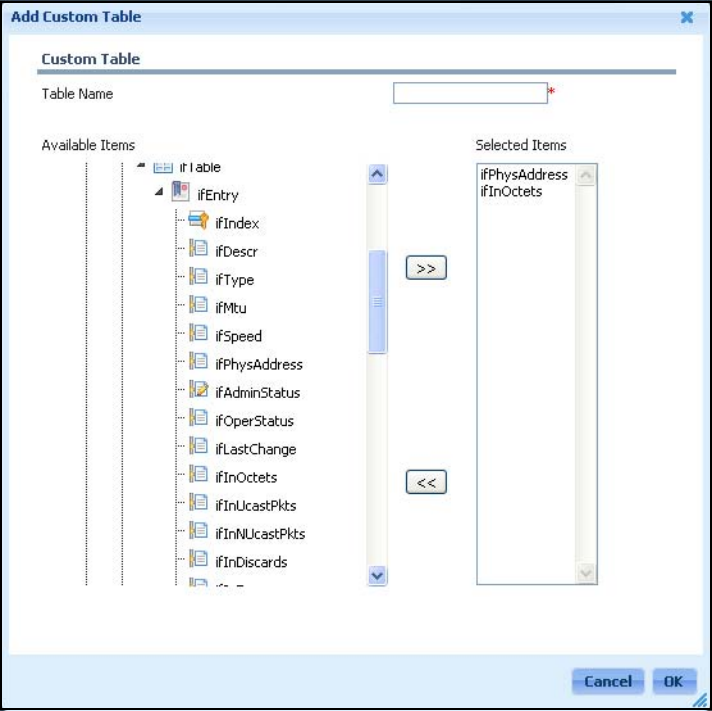 Add Custom Table
Custom Table
Table Name
*
Available Items
ifTable
ifEntry
ifIndex
ifDescr
ifType
ifMtu
ifSpeed
ifPhysAddress
ifAdminStatus
ifOperStatus
ifLastChange
ifInOctets
ifInUcastPkts
ifInNUcastPkts
ifInDiscards
>>
<<
Selected Items
ifPhysAddress
ifInOctets
Cancel
OK